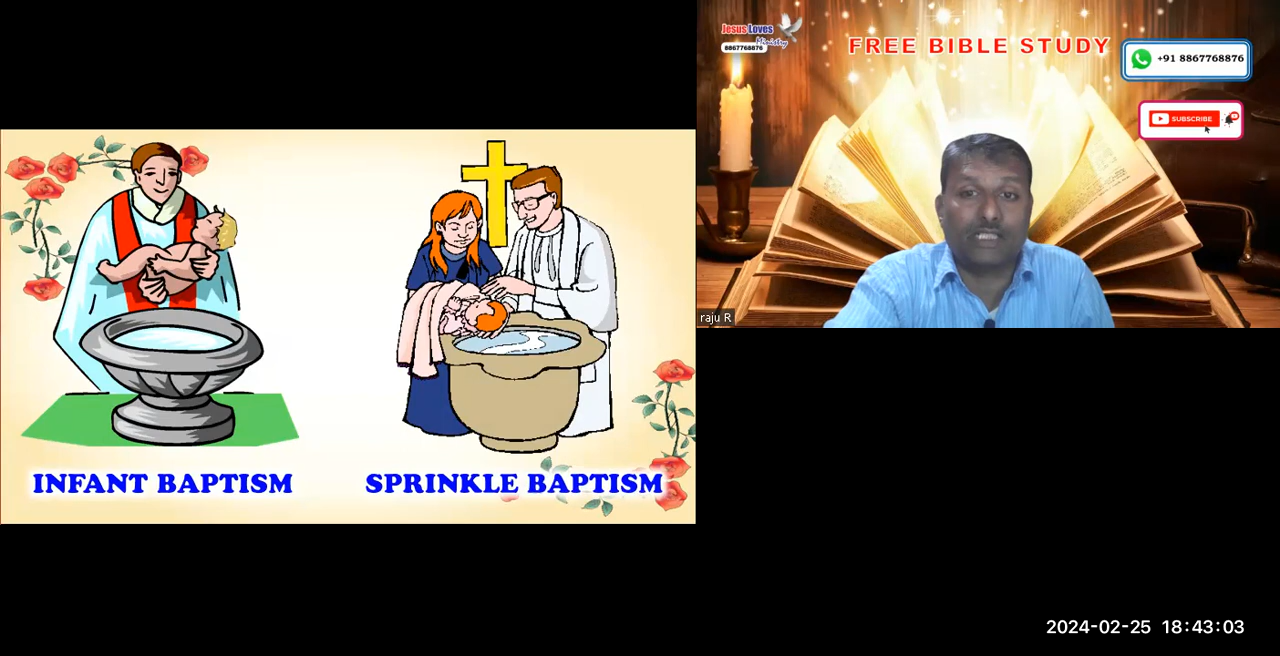 INFANT BAPTISM
SPRINKLE BAPTISM
Jesus Loves
Ministry
8867768876
FREE BIBLE STUDY
+91 8867768876
SUBSCRIBE
raju R
2024-02-25 18:43:03